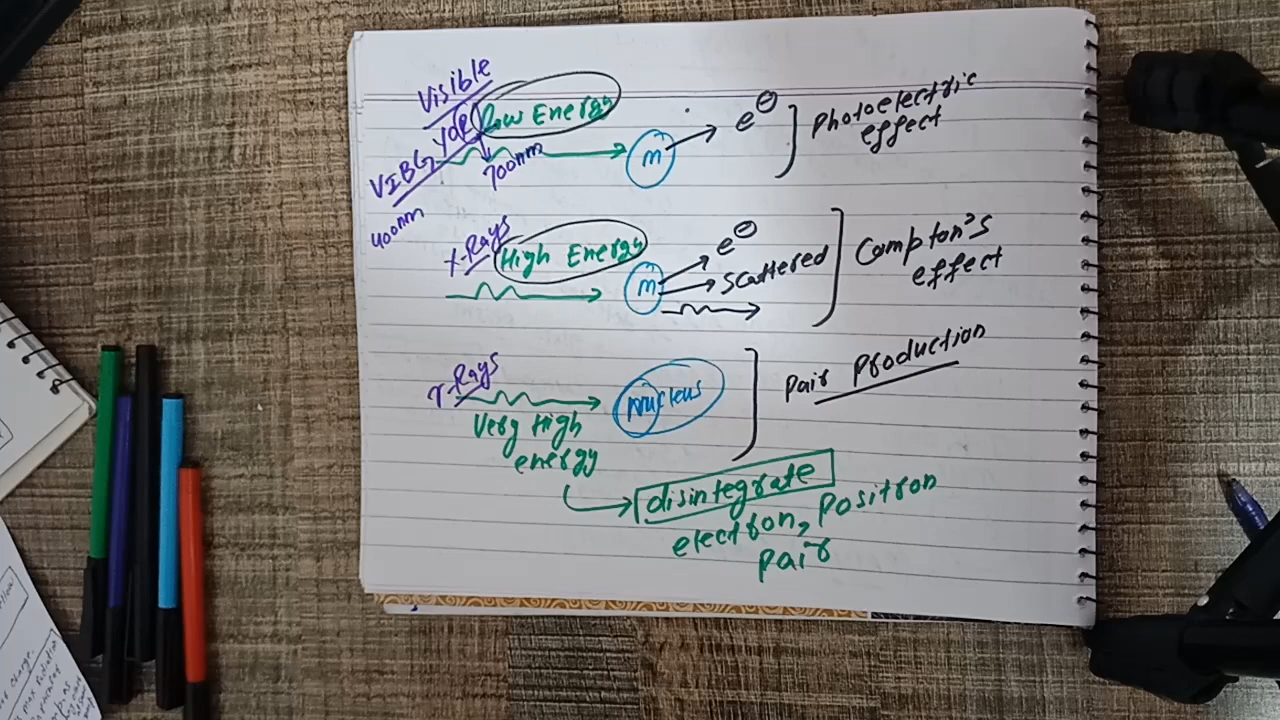 Visible
VIBGYOR
400nm
700nm
Low Energy
m
e⊖
Photoelectric
effect
X-Rays
High Energy
m
e⊖
scattered
Compton's
effect
γ-Rays
Very High
energy
Nucleus
Pair Production
disintegrate
electron, Positron
pair